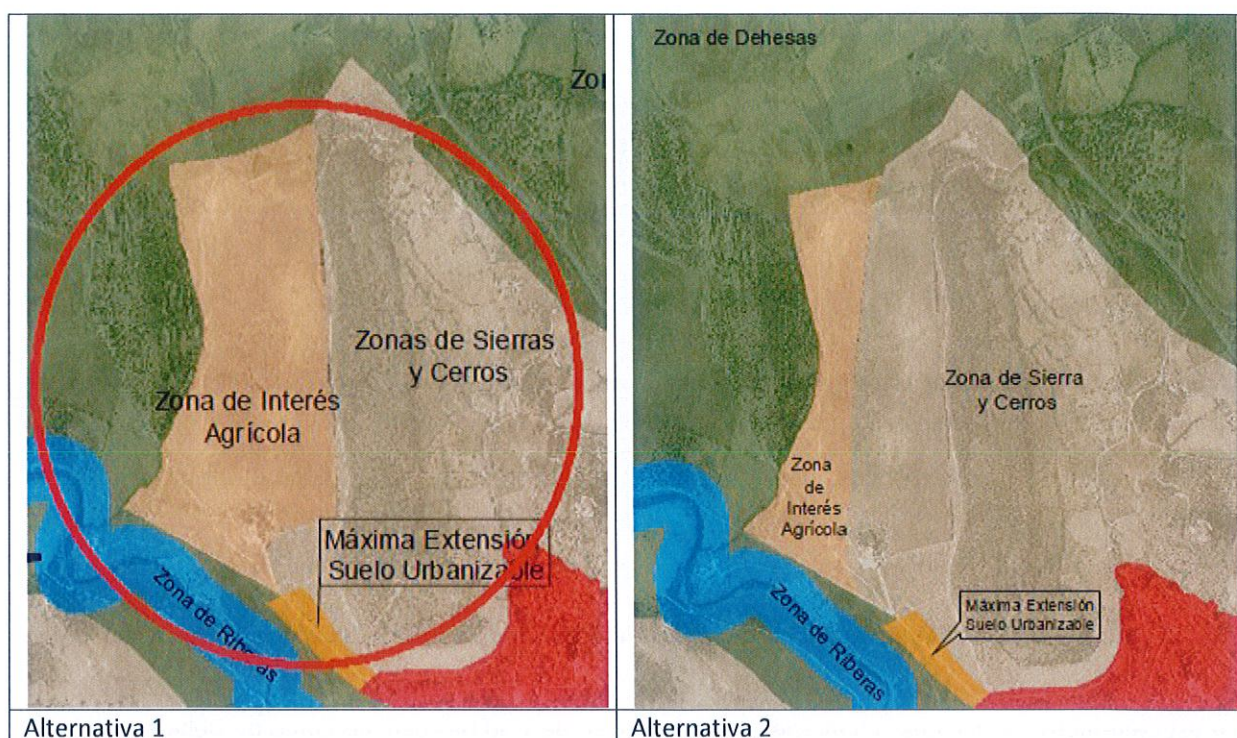 Zon
Zonas de Sierras
y Cerros
Zona de Interés
Agrícola
Máxima Extensión
Suelo Urbanizable
Zona de Riberas
Alternativa 1
Zona de Dehesas
Zona de Sierra
y Cerros
Zona
de
Interés
Agrícola
Máxima Extensión
Suelo Urbanizable
Zona de Riberas
Alternativa 2